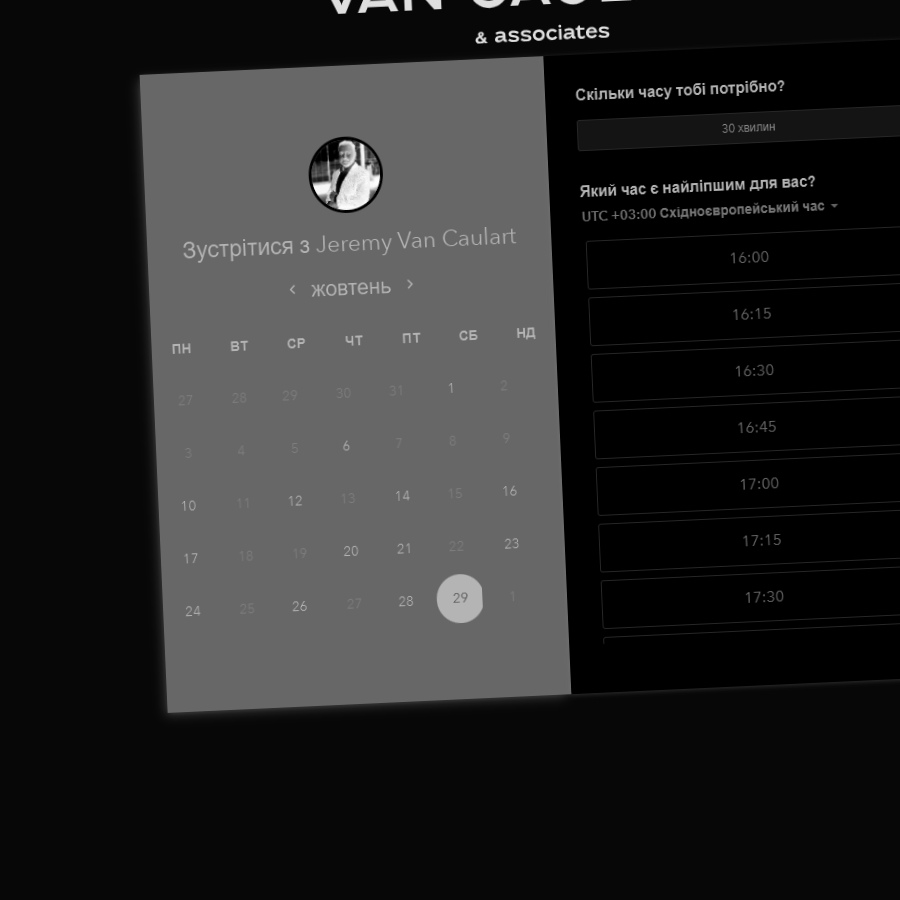 & associates
Зустрітися з Jeremy Van Caulart
жовтень
ПН ВТ СР ЧТ ПТ СБ НД
27 28 29 30 31 1 2
3 4 5 6 7 8 9
10 11 12 13 14 15 16
17 18 19 20 21 22 23
24 25 26 27 28 29 1
Скільки часу тобі потрібно?
30 хвилин
Який час є найліпшим для вас?
UTC +03:00 Східноєвропейський час
16:00
16:15
16:30
16:45
17:00
17:15
17:30